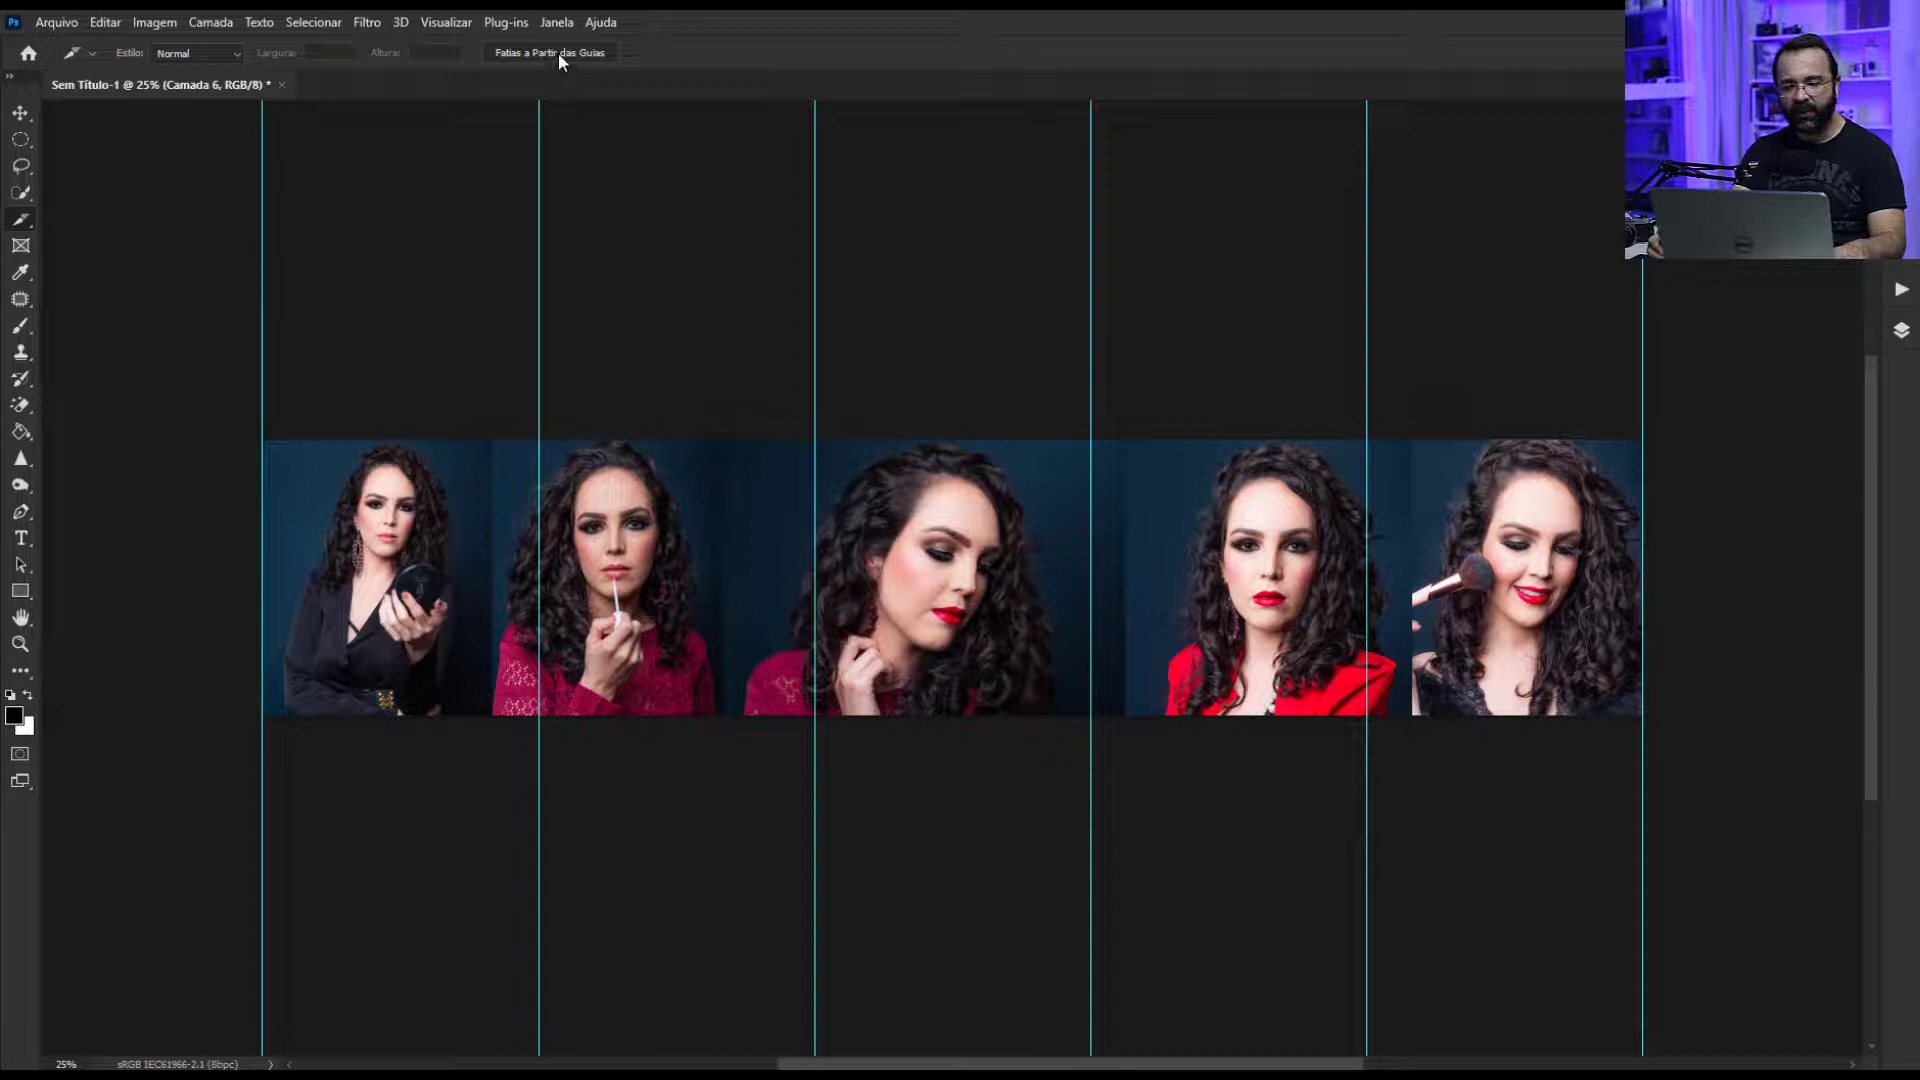 Ps Arquivo Editar Imagem Camada Texto Selecionar Filtro 3D Visualizar Plug-ins Janela Ajuda
Estilo: Normal Largura: Altura: Fatias a Partir das Guias
Sem Título-1 @ 25% (Camada 6, RGB/8) *
T
25% sRGB IEC61966-2.1 (8bpc)